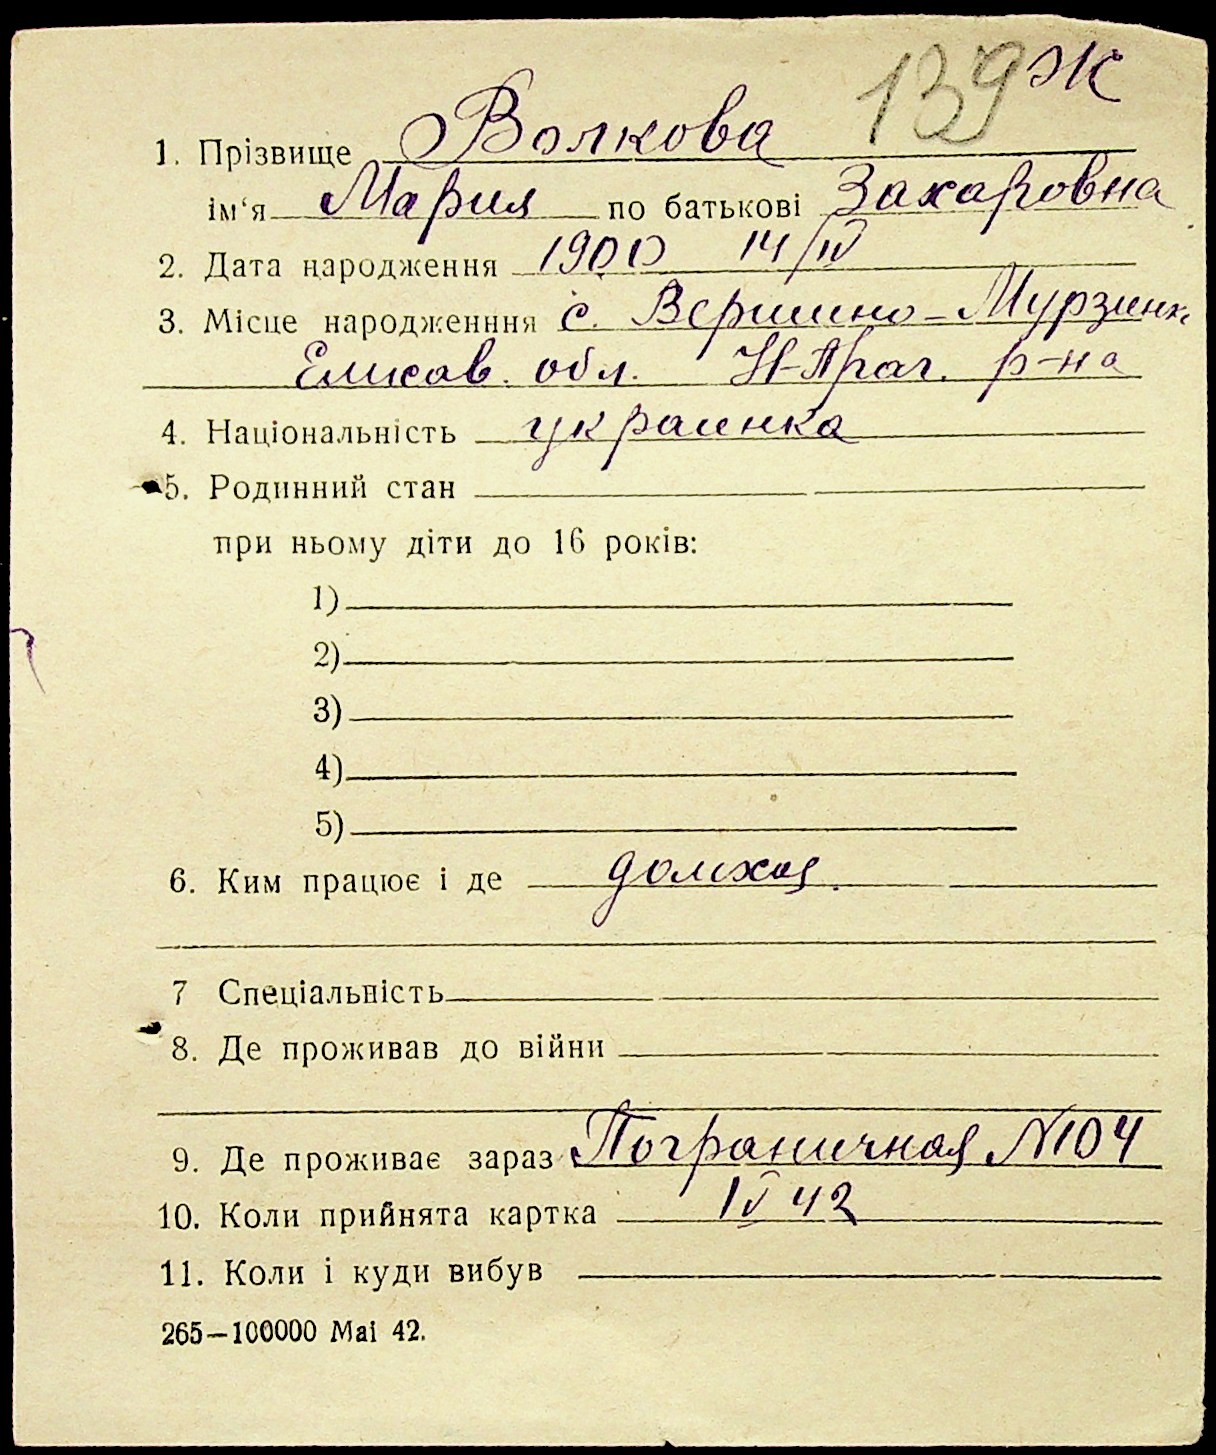 139 Ж
1. Прізвище Волкова
ім‘я Мария по батькові Захаровна
2. Дата народження 1900 14/IV
3. Місце народженння с. Вершино-Мурзинк
Елисав. обл. Н-Праг. р-на
4. Національність украинка
5. Родинний стан
при ньому діти до 16 років:
1)
2)
3)
4)
5)
6. Ким працює і де домхоз.
7 Спеціальність
8. Де проживав до війни
9. Де проживає зараз Пограничная №104
10. Коли прийнята картка IV 42
11. Коли і куди вибув
265—100000 Маі 42.